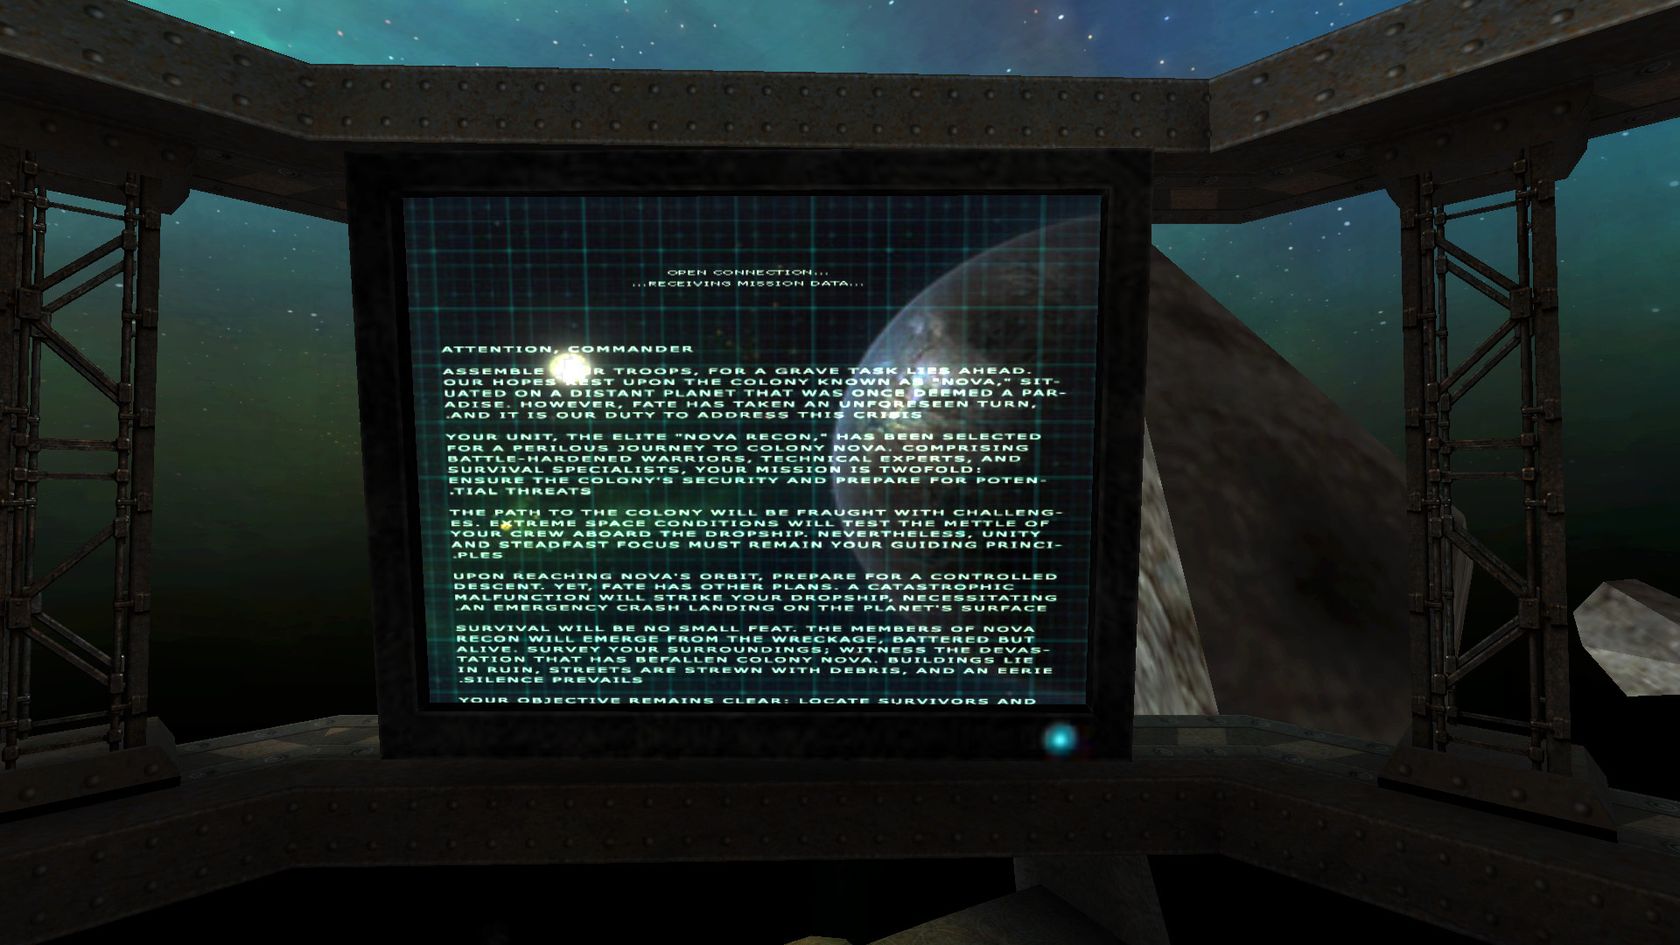 OPEN CONNECTION...
...RECEIVING MISSION DATA...
ATTENTION, COMMANDER
ASSEMBLE TROOPS, FOR A GRAVE TASK LIES AHEAD.
OUR HOPES REST UPON THE COLONY KNOWN AS "NOVA," SIT-
UATED ON A DISTANT PLANET THAT WAS ONCE DEEMED A PAR-
ADISE. HOWEVER, FATE HAS TAKEN AN UNFORESEEN TURN,
.AND IT IS OUR DUTY TO ADDRESS THIS CRISIS
YOUR UNIT, THE ELITE "NOVA RECON," HAS BEEN SELECTED
FOR A PERILOUS JOURNEY TO COLONY NOVA. COMPRISING
BATTLE-HARDENED WARRIORS, TECHNICAL EXPERTS, AND
SURVIVAL SPECIALISTS, YOUR MISSION IS TWOFOLD:
ENSURE THE COLONY'S SECURITY AND PREPARE FOR POTEN-
.TIAL THREATS
THE PATH TO THE COLONY WILL BE FRAUGHT WITH CHALLENG-
ES. EXTREME SPACE CONDITIONS WILL TEST THE METTLE OF
YOUR CREW ABOARD THE DROPSHIP. NEVERTHELESS, UNITY
AND STEADFAST FOCUS MUST REMAIN YOUR GUIDING PRINCI-
.PLES
UPON REACHING NOVA'S ORBIT, PREPARE FOR A CONTROLLED
DESCENT. YET, FATE HAS OTHER PLANS. A CATASTROPHIC
MALFUNCTION WILL STRIKE YOUR DROPSHIP, NECESSITATING
.AN EMERGENCY CRASH LANDING ON THE PLANET'S SURFACE
SURVIVAL WILL BE NO SMALL FEAT. THE MEMBERS OF NOVA
RECON WILL EMERGE FROM THE WRECKAGE, BATTERED BUT
ALIVE. SURVEY YOUR SURROUNDINGS; WITNESS THE DEVAS-
TATION THAT HAS BEFALLEN COLONY NOVA. BUILDINGS LIE
IN RUIN, STREETS ARE STREWN WITH DEBRIS, AND AN EERIE
.SILENCE PREVAILS
YOUR OBJECTIVE REMAINS CLEAR: LOCATE SURVIVORS AND